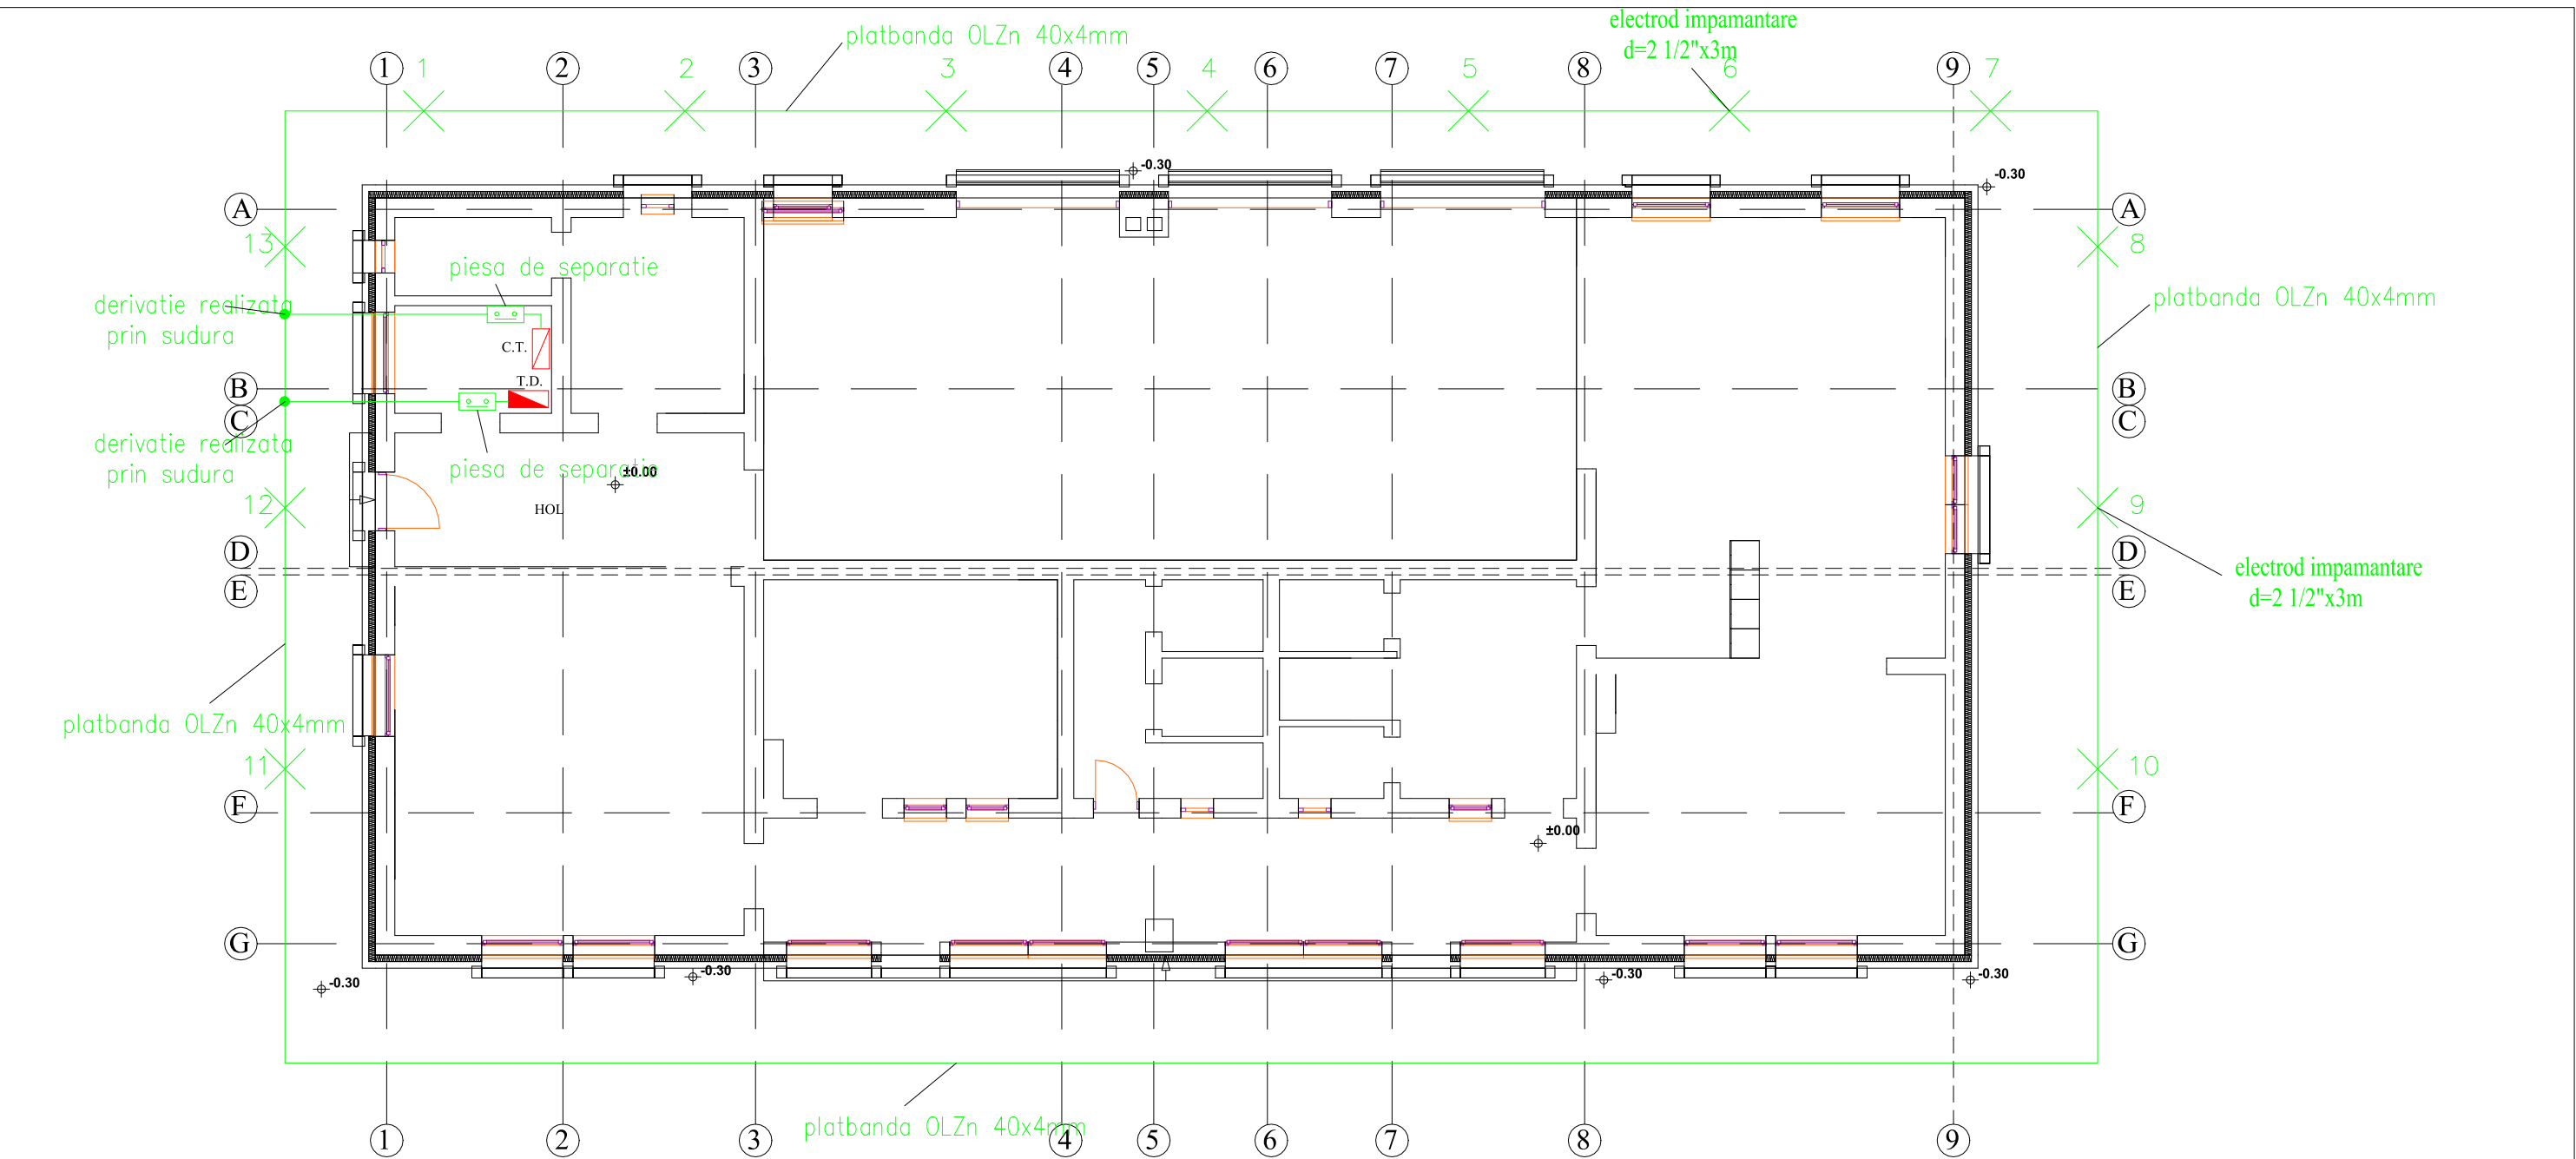 electrod impamantare
d=2 1/2"x3m
platbanda OLZn 40x4mm
1 2 3 4 5 6 7 8 9
1 2 3 4 5 6 7
-0.30
-0.30
A A
13 8
piesa de separatie
derivatie realizata
prin sudura
platbanda OLZn 40x4mm
C.T.
T.D.
B B
C C
derivatie realizata
prin sudura
piesa de separatie
±0.00
12 9
HOL
D D
E E
electrod impamantare
d=2 1/2"x3m
platbanda OLZn 40x4mm
11 10
F F
±0.00
G G
-0.30
-0.30
-0.30
-0.30
platbanda OLZn 40x4mm
1 2 3 4 5 6 7 8 9